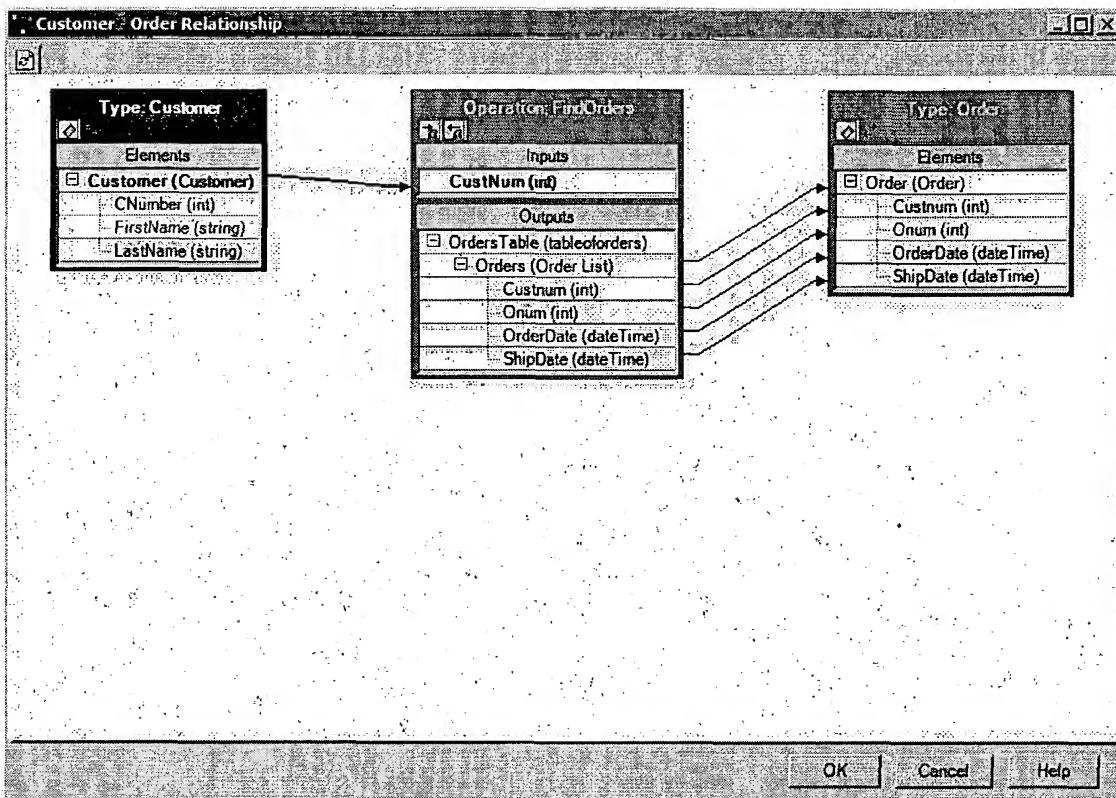 Customer - Order Relationship
Type: Customer
Elements
Customer (Customer)
CNumber (int)
FirstName (string)
LastName (string)
Operation: FindOrders
Inputs
CustNum (int)
Outputs
OrdersTable (tableoforders)
Orders (Order List)
Custnum (int)
Onum (int)
OrderDate (dateTime)
ShipDate (dateTime)
Type: Order
Elements
Order (Order)
Custnum (int)
Onum (int)
OrderDate (dateTime)
ShipDate (dateTime)
OK
Cancel
Help